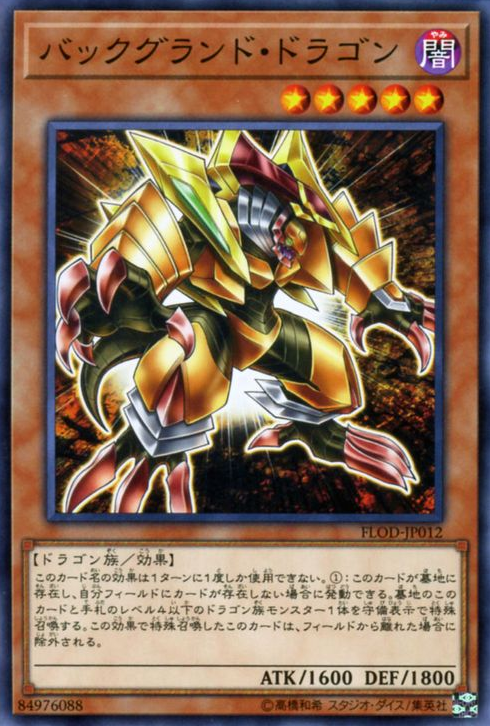 バックグランド・ドラゴン
闇
やみ
FLOD-JP012
【ドラゴン族／効果】
このカード名の効果は1ターンに1度しか使用できない。①：このカードが墓地に
存在し、自分フィールドにカードが存在しない場合に発動できる。墓地のこの
カードと手札のレベル４以下のドラゴン族モンスター1体を守備表示で特殊
召喚する。この効果で特殊召喚したこのカードは、フィールドから離れた場合に
除外される。
ATK/1600 DEF/1800
84976088
©高橋和希 スタジオ・ダイス/集英社